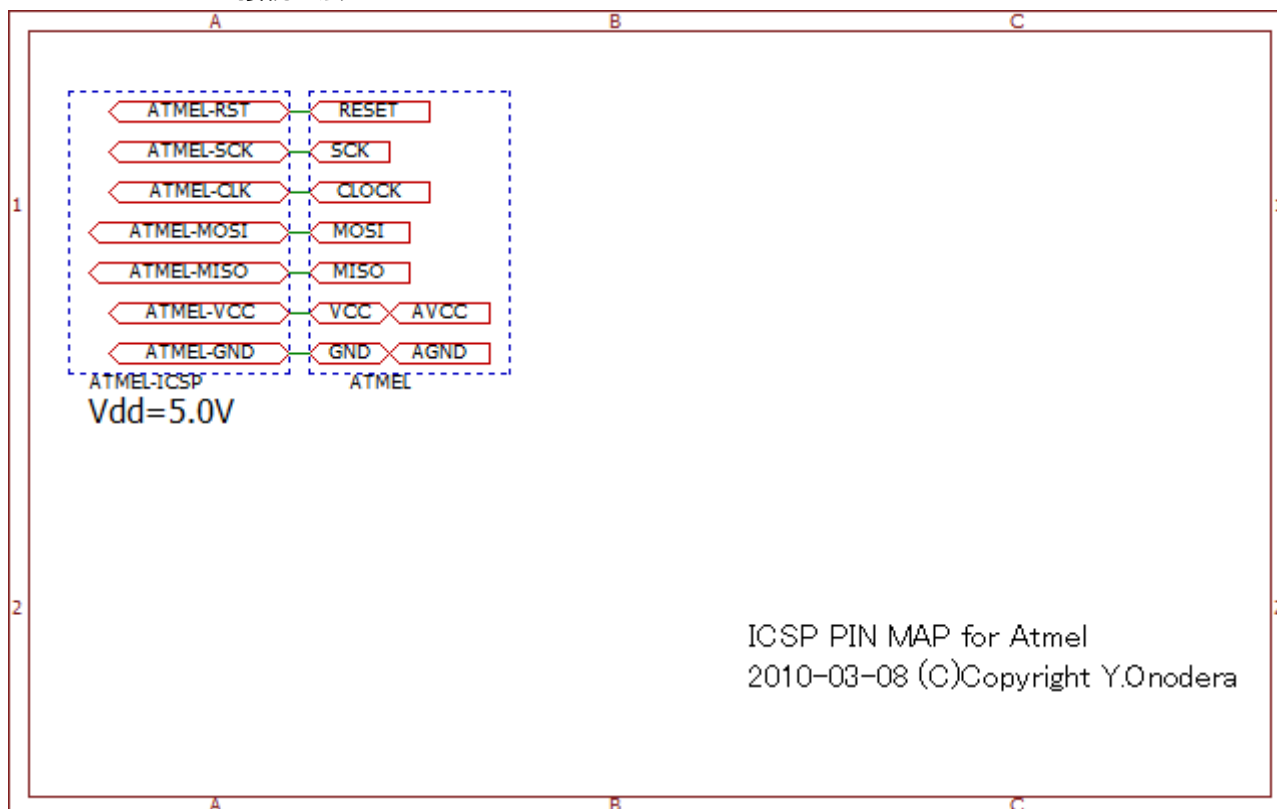 A B C
ATMEL-RST RESET
ATMEL-SCK SCK
ATMEL-CLK CLOCK
1
ATMEL-MOSI MOSI
ATMEL-MISO MISO
ATMEL-VCC VCC AVCC
ATMEL-GND GND AGND
ATMEL-ICSP ATMEL
Vdd=5.0V
2
ICSP PIN MAP for Atmel
2010-03-08 (C)Copyright Y.Onodera
A B C